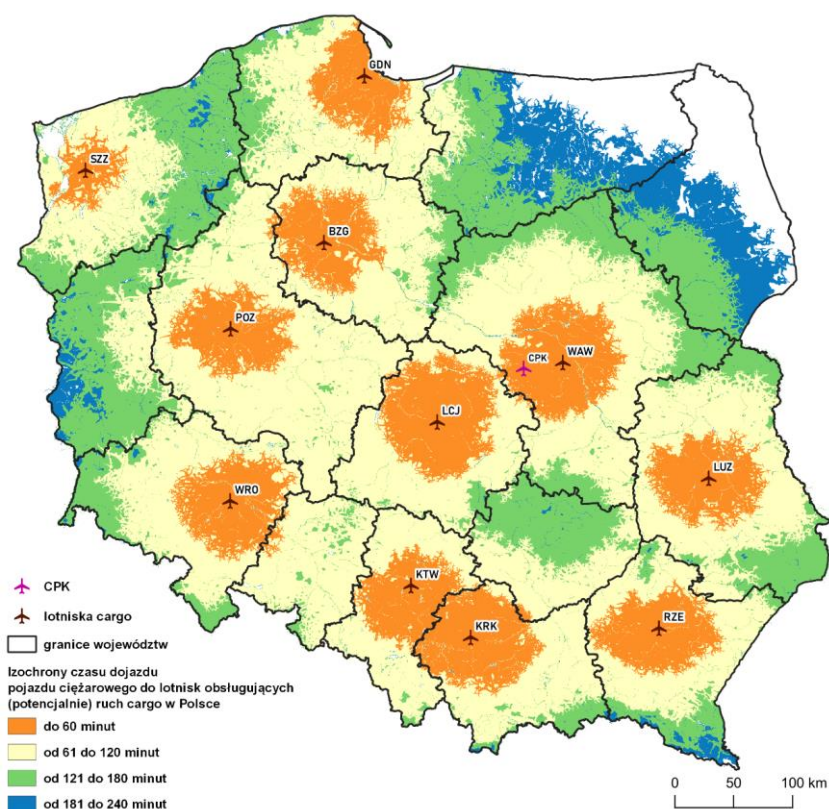 GDN
SZZ
BZG
POZ
CPK
WAW
LCJ
LUZ
WRO
KTW
KRK
RZE
CPK
lotniska cargo
granice województw
Izochrony czasu dojazdu
pojazdu ciężarowego do lotnisk obsługujących
(potencjalnie) ruch cargo w Polsce
do 60 minut
od 61 do 120 minut
od 121 do 180 minut
od 181 do 240 minut
0 50 100 km